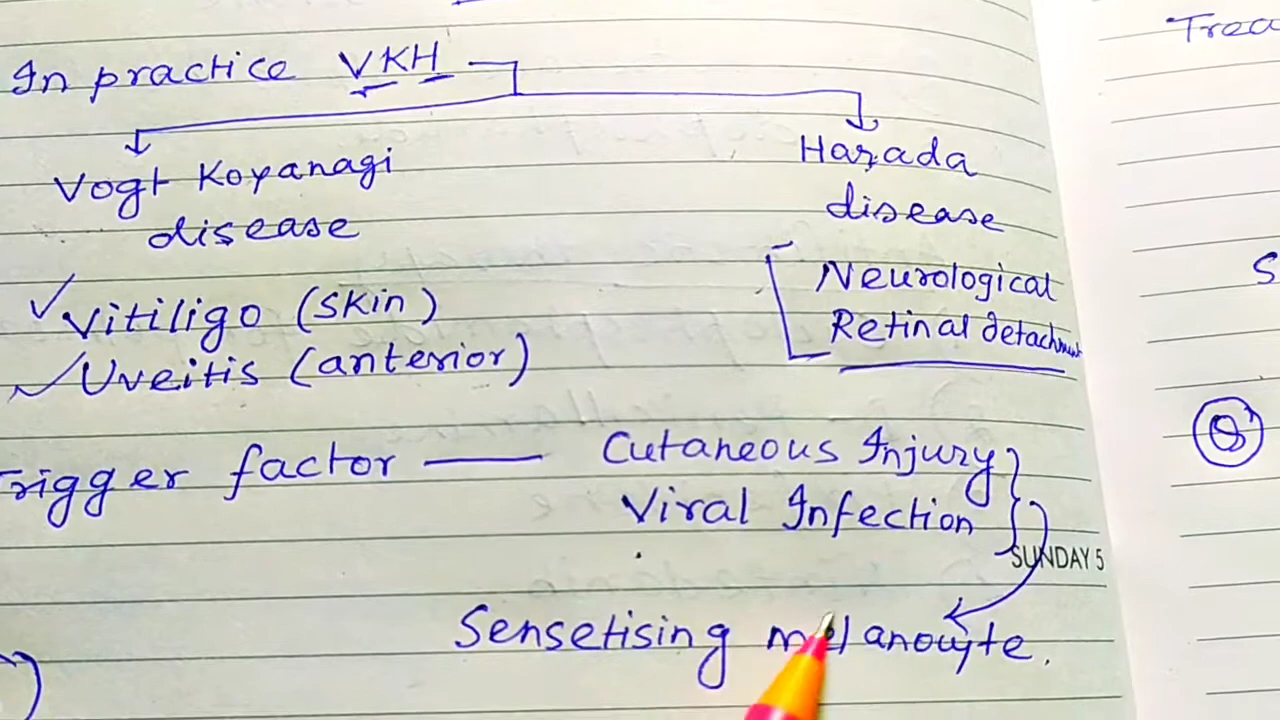 In practice VKH
Vogt Koyanagi
disease
Harada
disease
✓Vitiligo (skin)
✓Uveitis (anterior)
Neurological
Retinal detachment
Trigger factor — Cutaneous Injury
Viral Infection
SUNDAY 5
Sensetising melanocyte.
Trea
S
Q